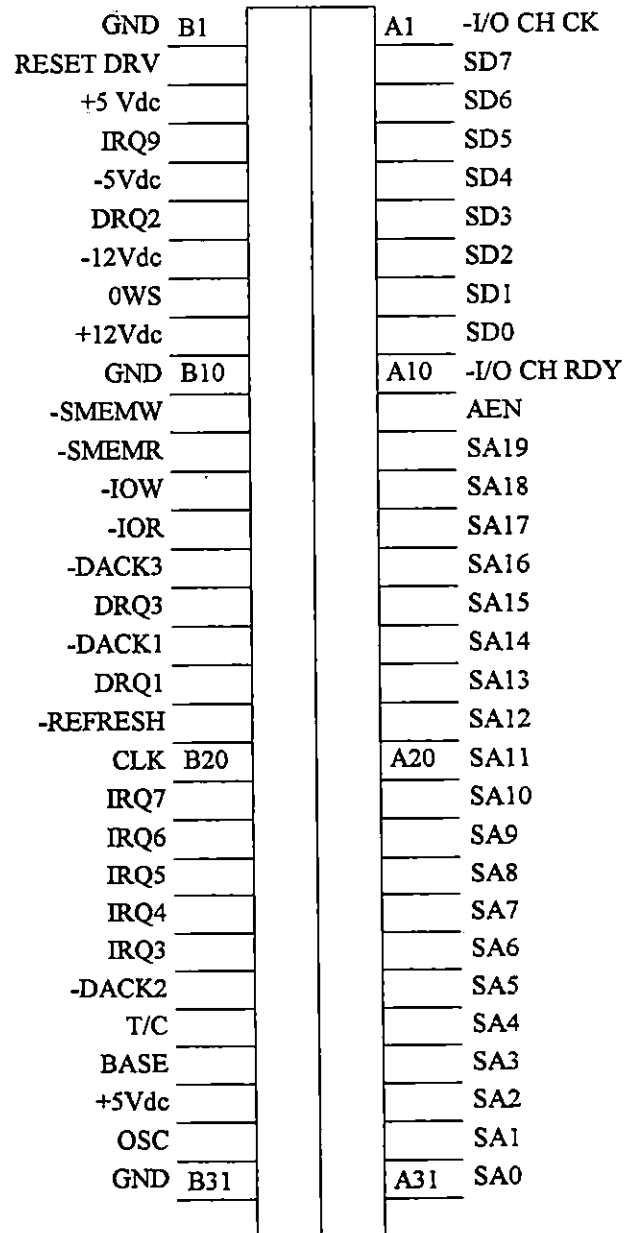 GND B1 A1 -I/O CH CK
RESET DRV SD7
+5 Vdc SD6
IRQ9 SD5
-5Vdc SD4
DRQ2 SD3
-12Vdc SD2
0WS SD1
+12Vdc SD0
GND B10 A10 -I/O CH RDY
-SMEMW AEN
-SMEMR SA19
-IOW SA18
-IOR SA17
-DACK3 SA16
DRQ3 SA15
-DACK1 SA14
DRQ1 SA13
-REFRESH SA12
CLK B20 A20 SA11
IRQ7 SA10
IRQ6 SA9
IRQ5 SA8
IRQ4 SA7
IRQ3 SA6
-DACK2 SA5
T/C SA4
BASE SA3
+5Vdc SA2
OSC SA1
GND B31 A31 SA0